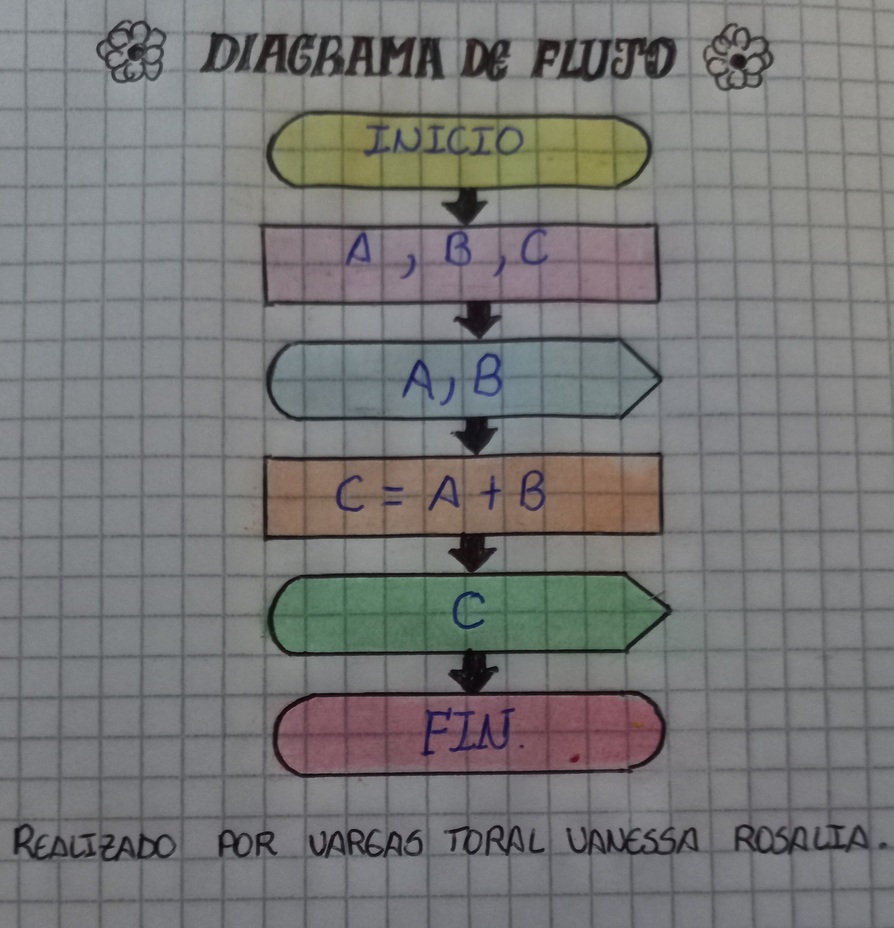 DIAGRAMA DE FLUJO
INICIO
A, B, C
A, B
C = A + B
C
FIN.
REALIZADO POR VARGAS TORAL VANESSA ROSALIA.